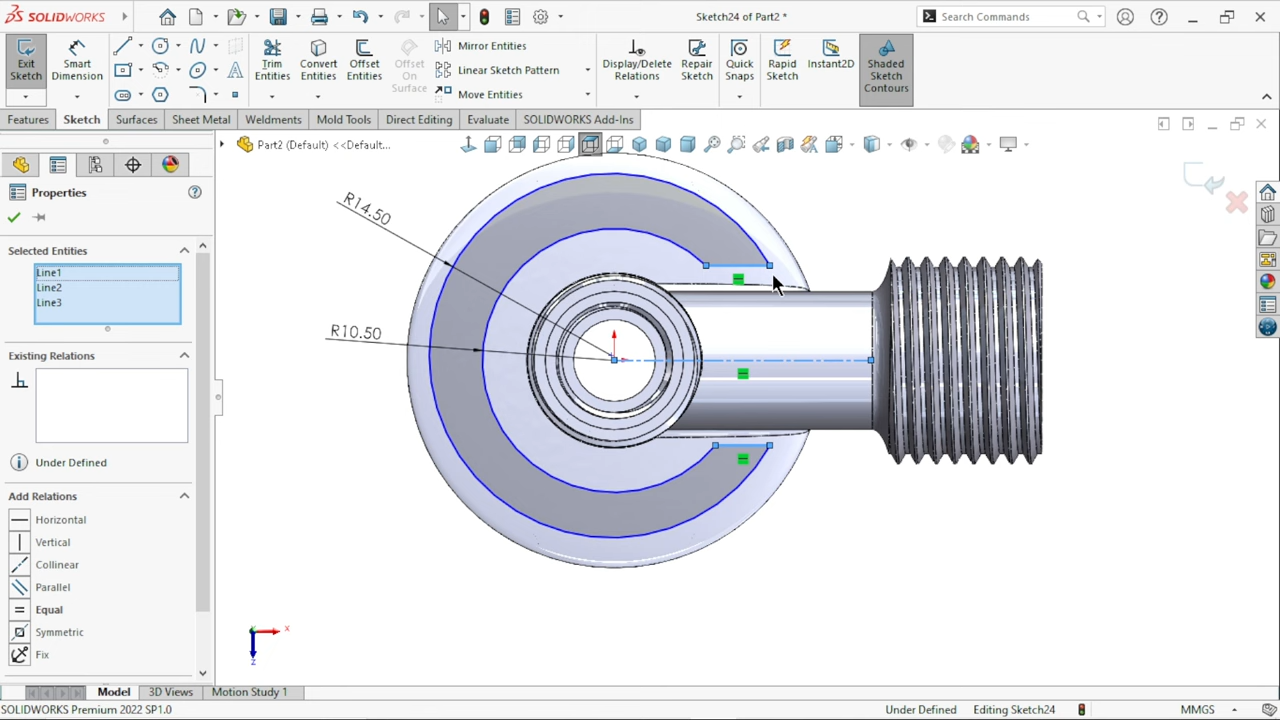 SOLIDWORKS
Sketch24 of Part2 *
Search Commands
Exit Sketch
Smart Dimension
Trim Entities
Convert Entities
Offset Entities
Offset On Surface
Mirror Entities
Linear Sketch Pattern
Move Entities
Display/Delete Relations
Repair Sketch
Quick Snaps
Rapid Sketch
Instant2D
Shaded Sketch Contours
Features
Sketch
Surfaces
Sheet Metal
Weldments
Mold Tools
Direct Editing
Evaluate
SOLIDWORKS Add-Ins
Part2 (Default) <<Default...
Properties
Selected Entities
Line1
Line2
Line3
Existing Relations
Under Defined
Add Relations
Horizontal
Vertical
Collinear
Parallel
Equal
Symmetric
Fix
R14.50
R10.50
X
Z
Model
3D Views
Motion Study 1
SOLIDWORKS Premium 2022 SP1.0
Under Defined
Editing Sketch24
MMGS